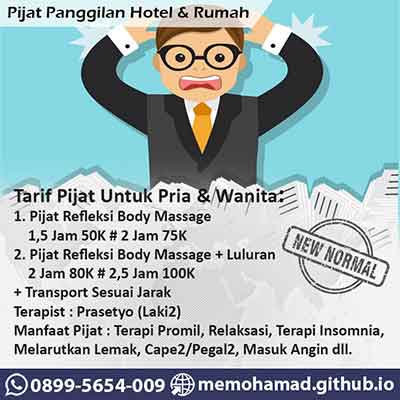 Pijat Panggilan Hotel & Rumah
Tarif Pijat Untuk Pria & Wanita:
1. Pijat Refleksi Body Massage
1,5 Jam 50K # 2 Jam 75K
2. Pijat Refleksi Body Massage + Luluran
2 Jam 80K # 2,5 Jam 100K
+ Transport Sesuai Jarak
Terapist : Prasetyo (Laki2)
Manfaat Pijat : Terapi Promil, Relaksasi, Terapi Insomnia,
Melarutkan Lemak, Cape2/Pegal2, Masuk Angin dll.
NEW NORMAL
0899-5654-009 memohamad.github.io